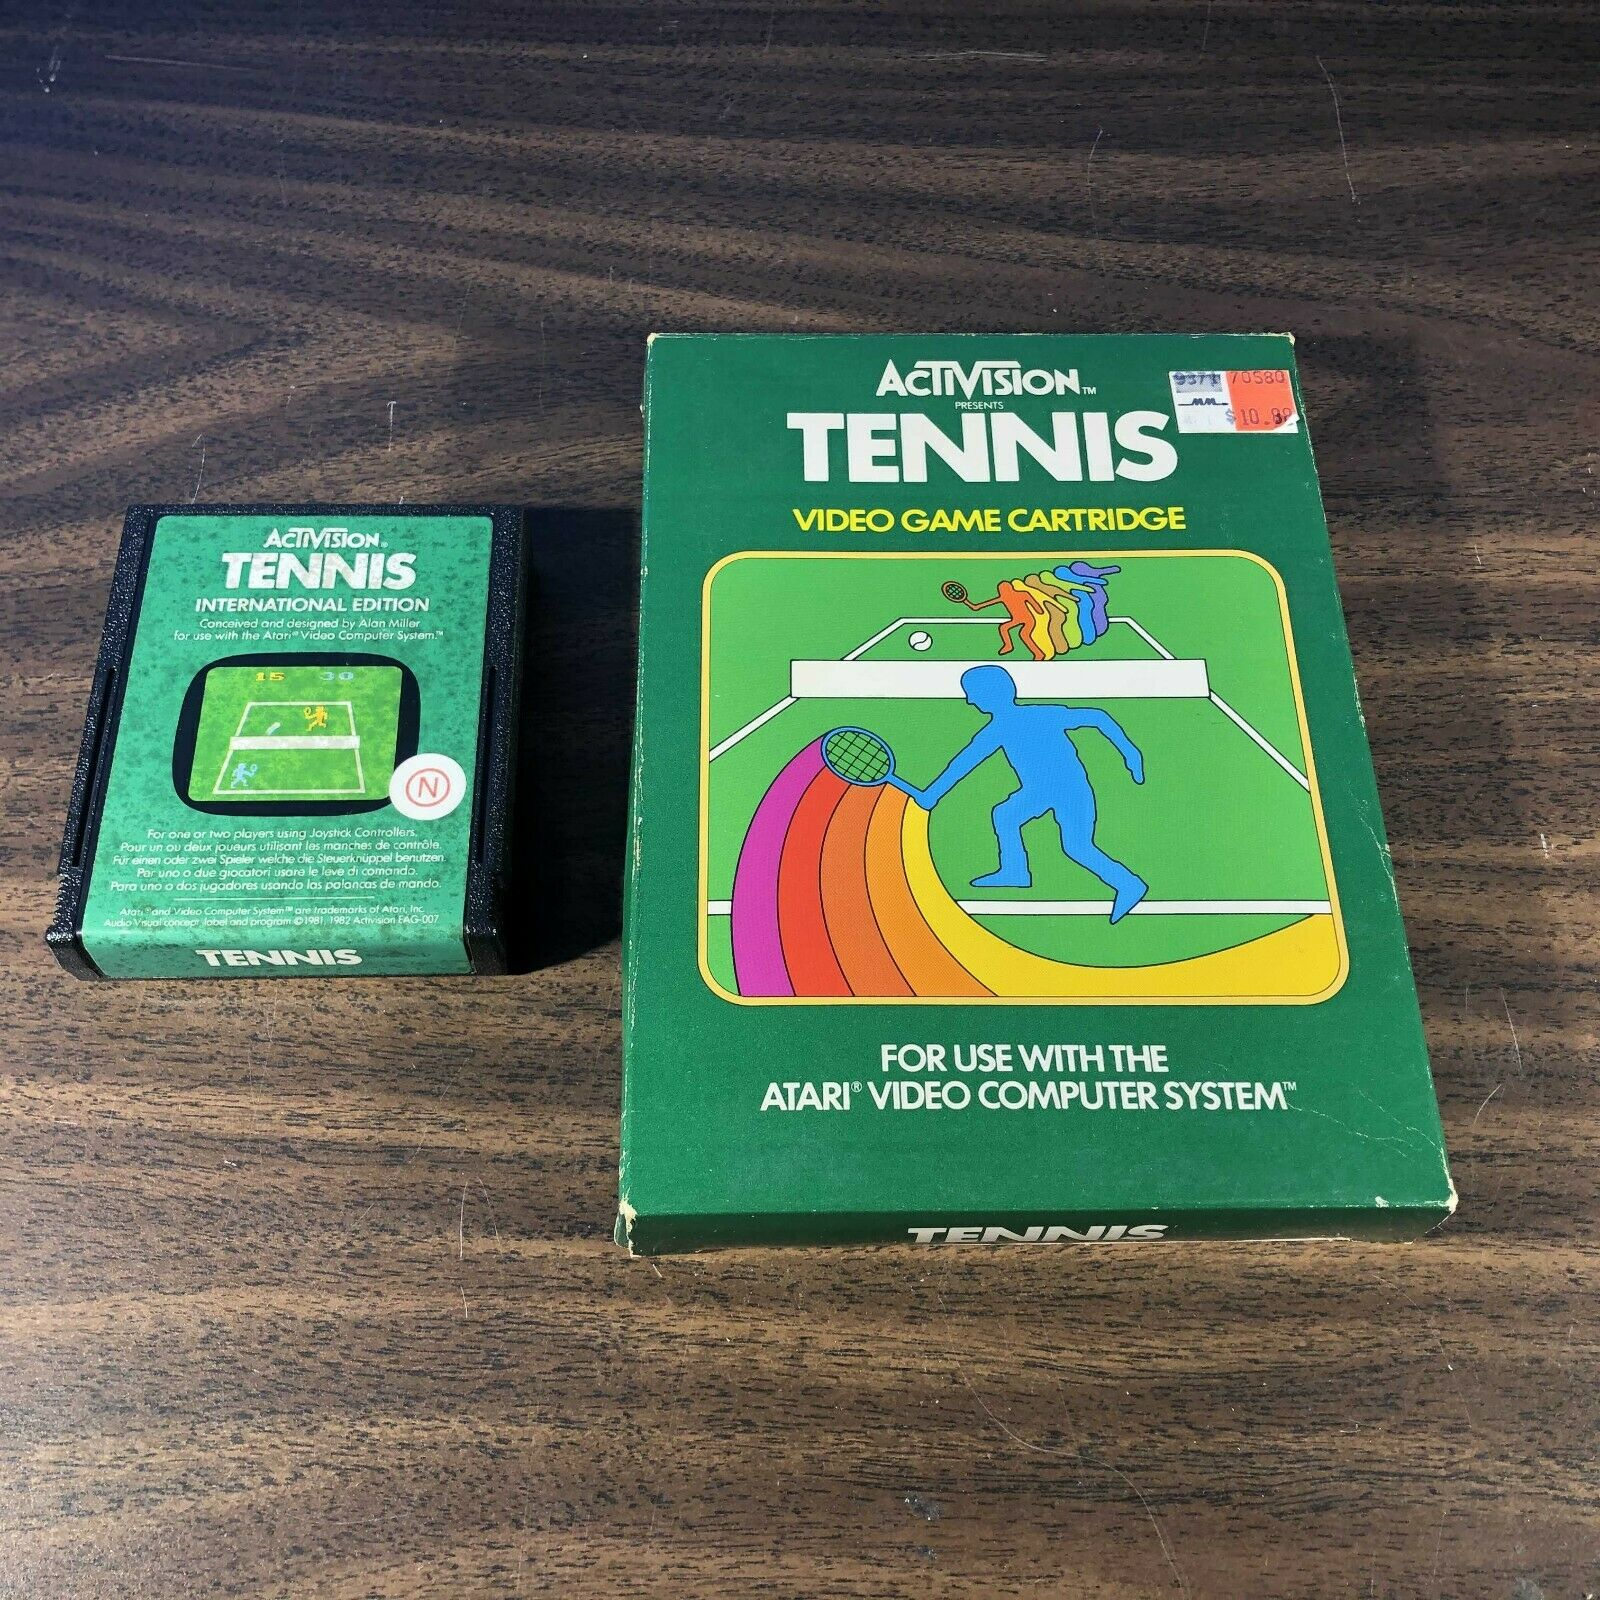 ACTIVISION®
TENNIS
INTERNATIONAL EDITION
Conceived and designed by Alan Miller
for use with the Atari® Video Computer System.™
15 30
N
For one or two players using Joystick Controllers.
Pour un ou deux joueurs utilisant les manches de contrôle.
Für einen oder zwei Spieler welche die Steuerknüppel benutzen.
Per uno o due giocatori usare le leve di comando.
Para uno o dos jugadores usando las palancas de mando.
Atari® and Video Computer System™ are trademarks of Atari, Inc.
Audio Visual concept label and program ©1981, 1982 Activision EAG-007
TENNIS
ACTIVISION™
PRESENTS
TENNIS
VIDEO GAME CARTRIDGE
9371 70580
MM
$10.88
FOR USE WITH THE
ATARI® VIDEO COMPUTER SYSTEM™
TENNIS